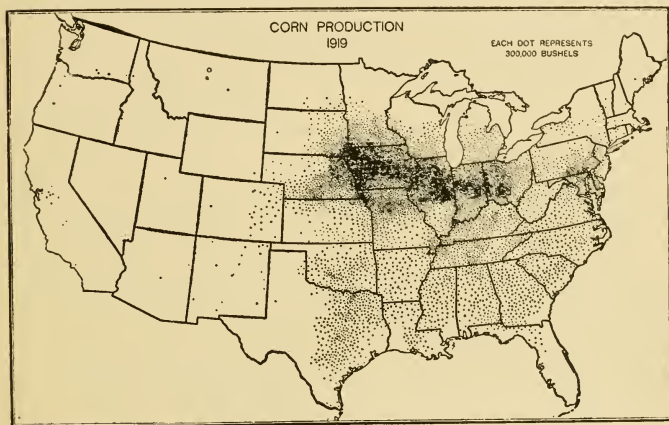 CORN PRODUCTION
1919
EACH DOT REPRESENTS
300,000 BUSHELS